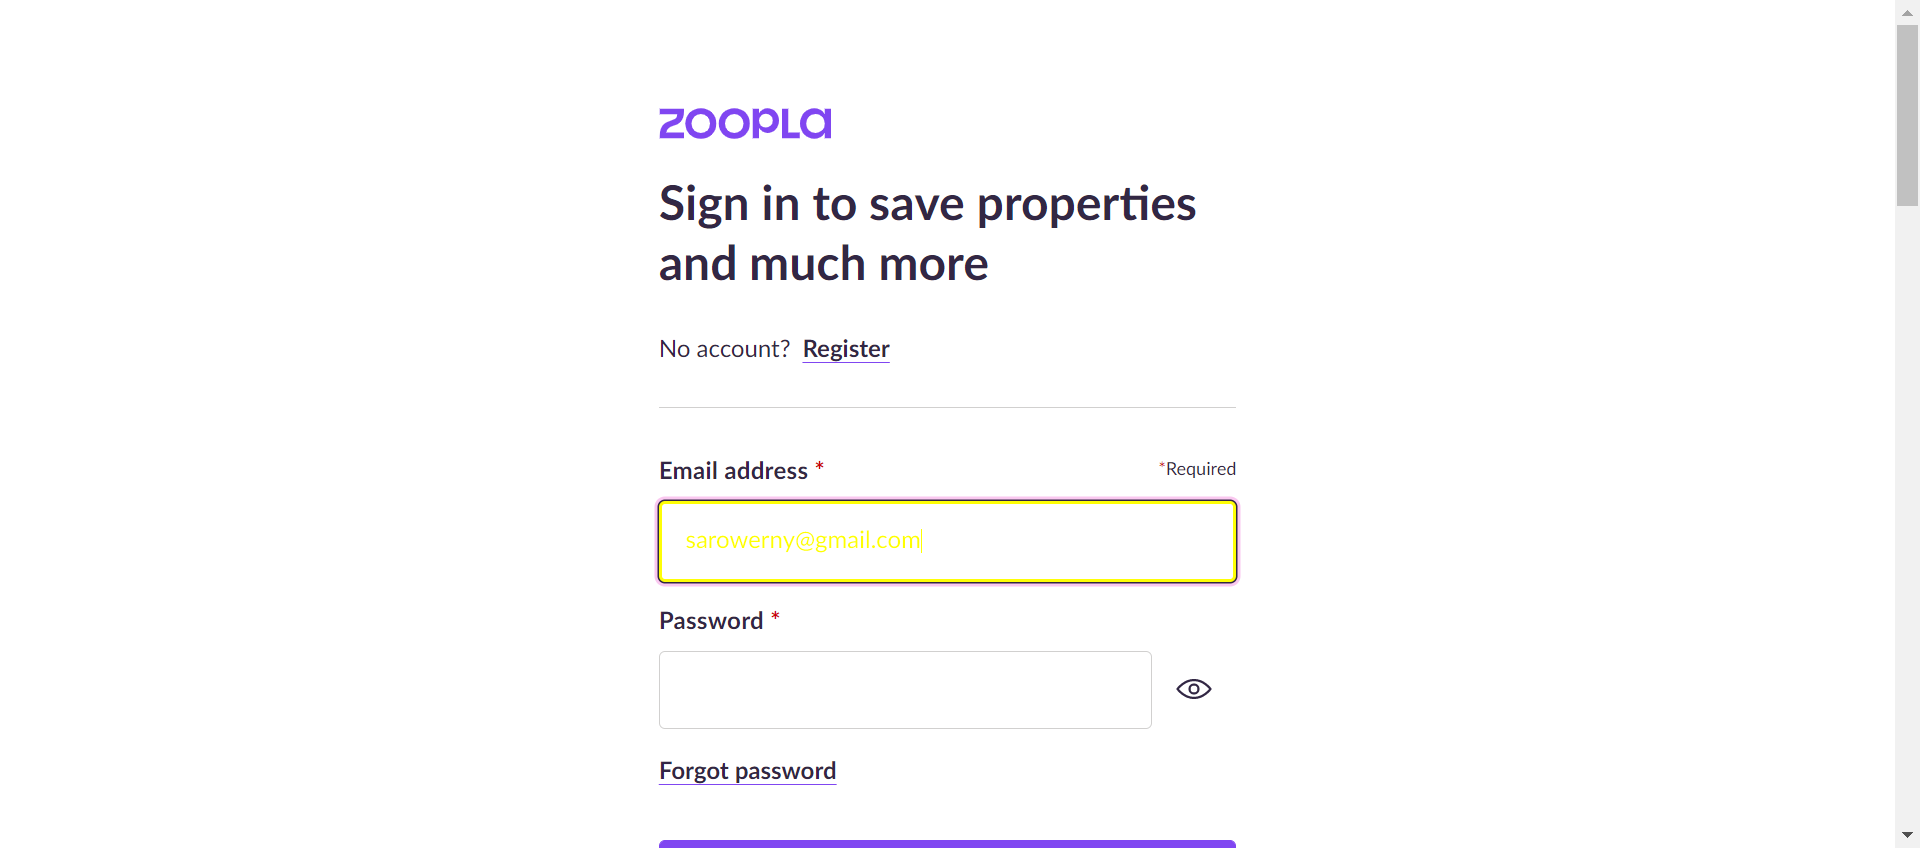 zoopla
Sign in to save properties
and much more
No account? Register
Email address *
*Required
sarowerny@gmail.com
Password *
Forgot password